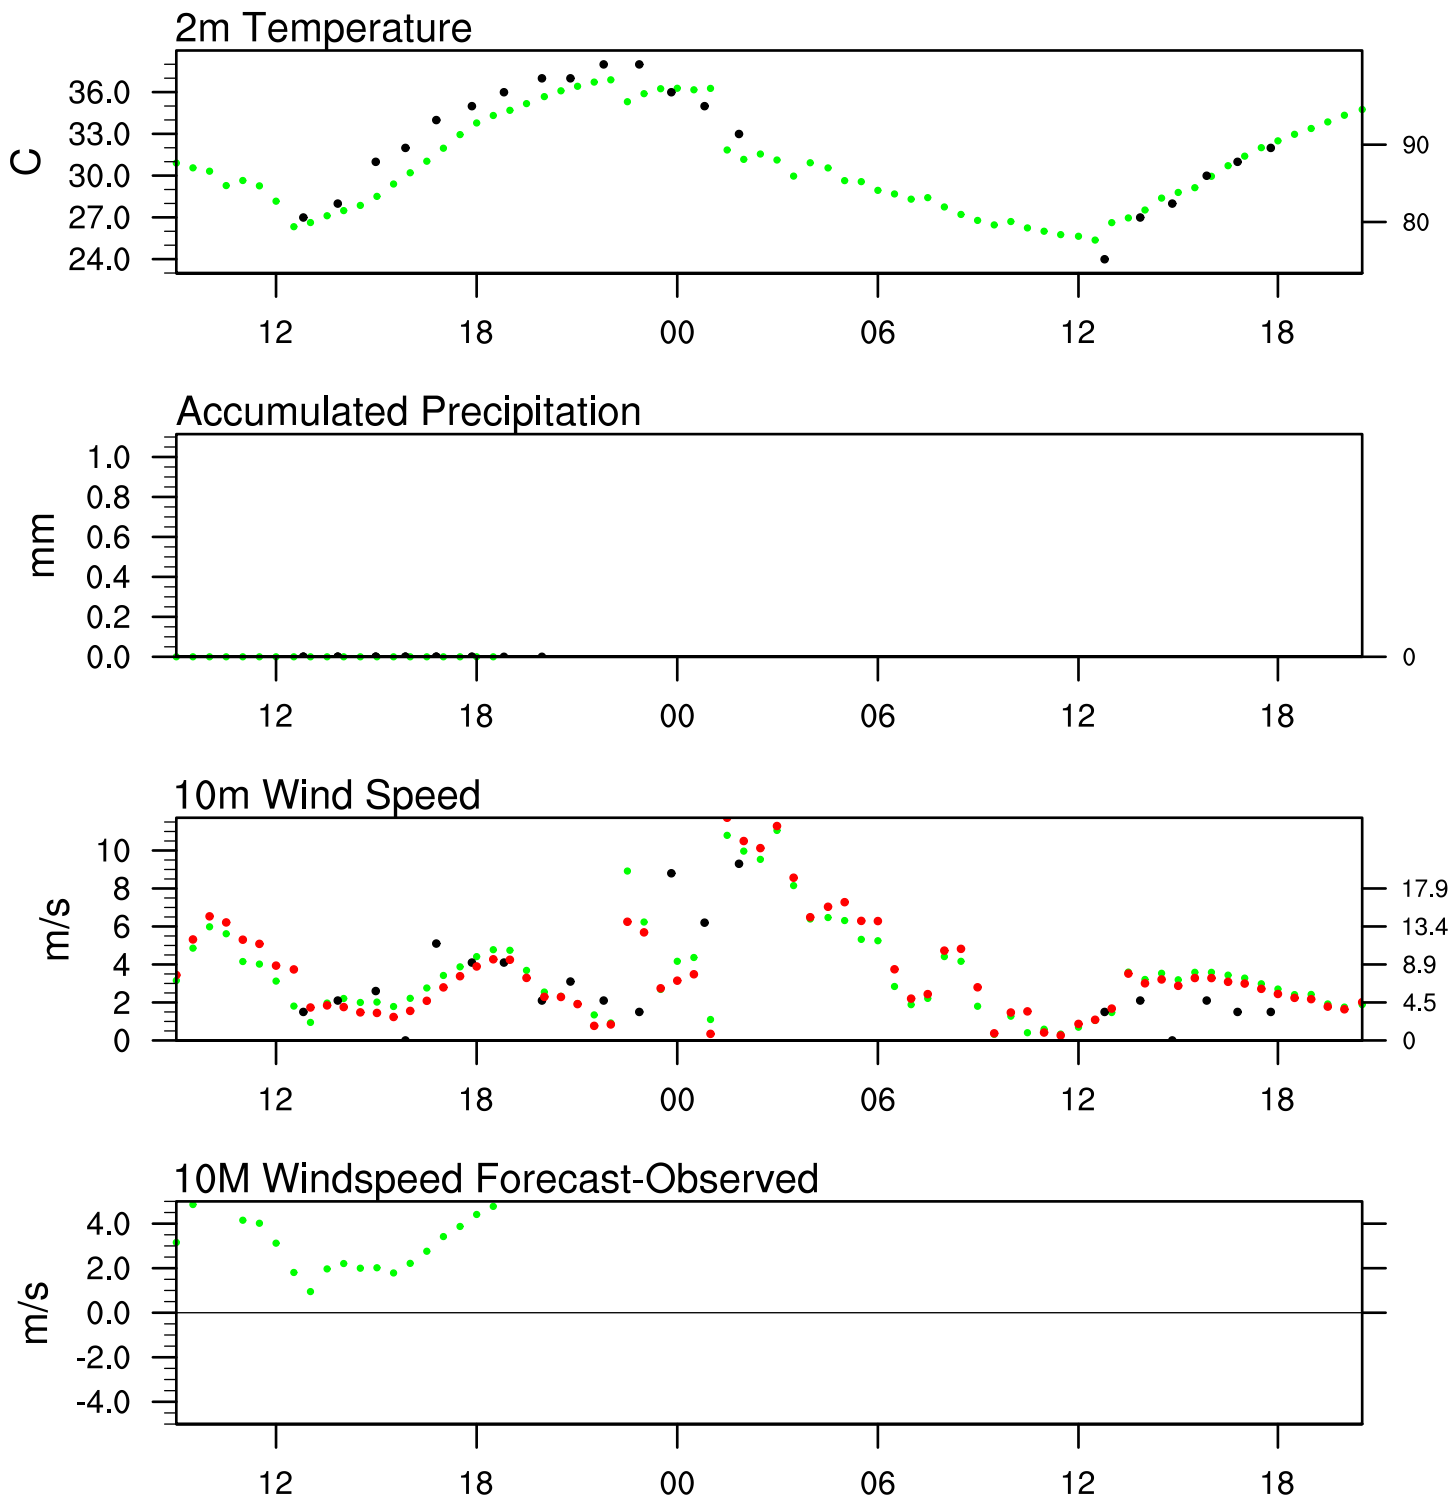 2m Temperature
36.0
33.0
30.0
27.0
24.0
C
90
80
12 18 00 06 12 18
Accumulated Precipitation
1.0
0.8
0.6
0.4
0.2
0.0
mm
0
12 18 00 06 12 18
10m Wind Speed
10
8
6
4
2
0
m/s
17.9
13.4
8.9
4.5
0
12 18 00 06 12 18
10M Windspeed Forecast-Observed
4.0
2.0
0.0
-2.0
-4.0
m/s
12 18 00 06 12 18